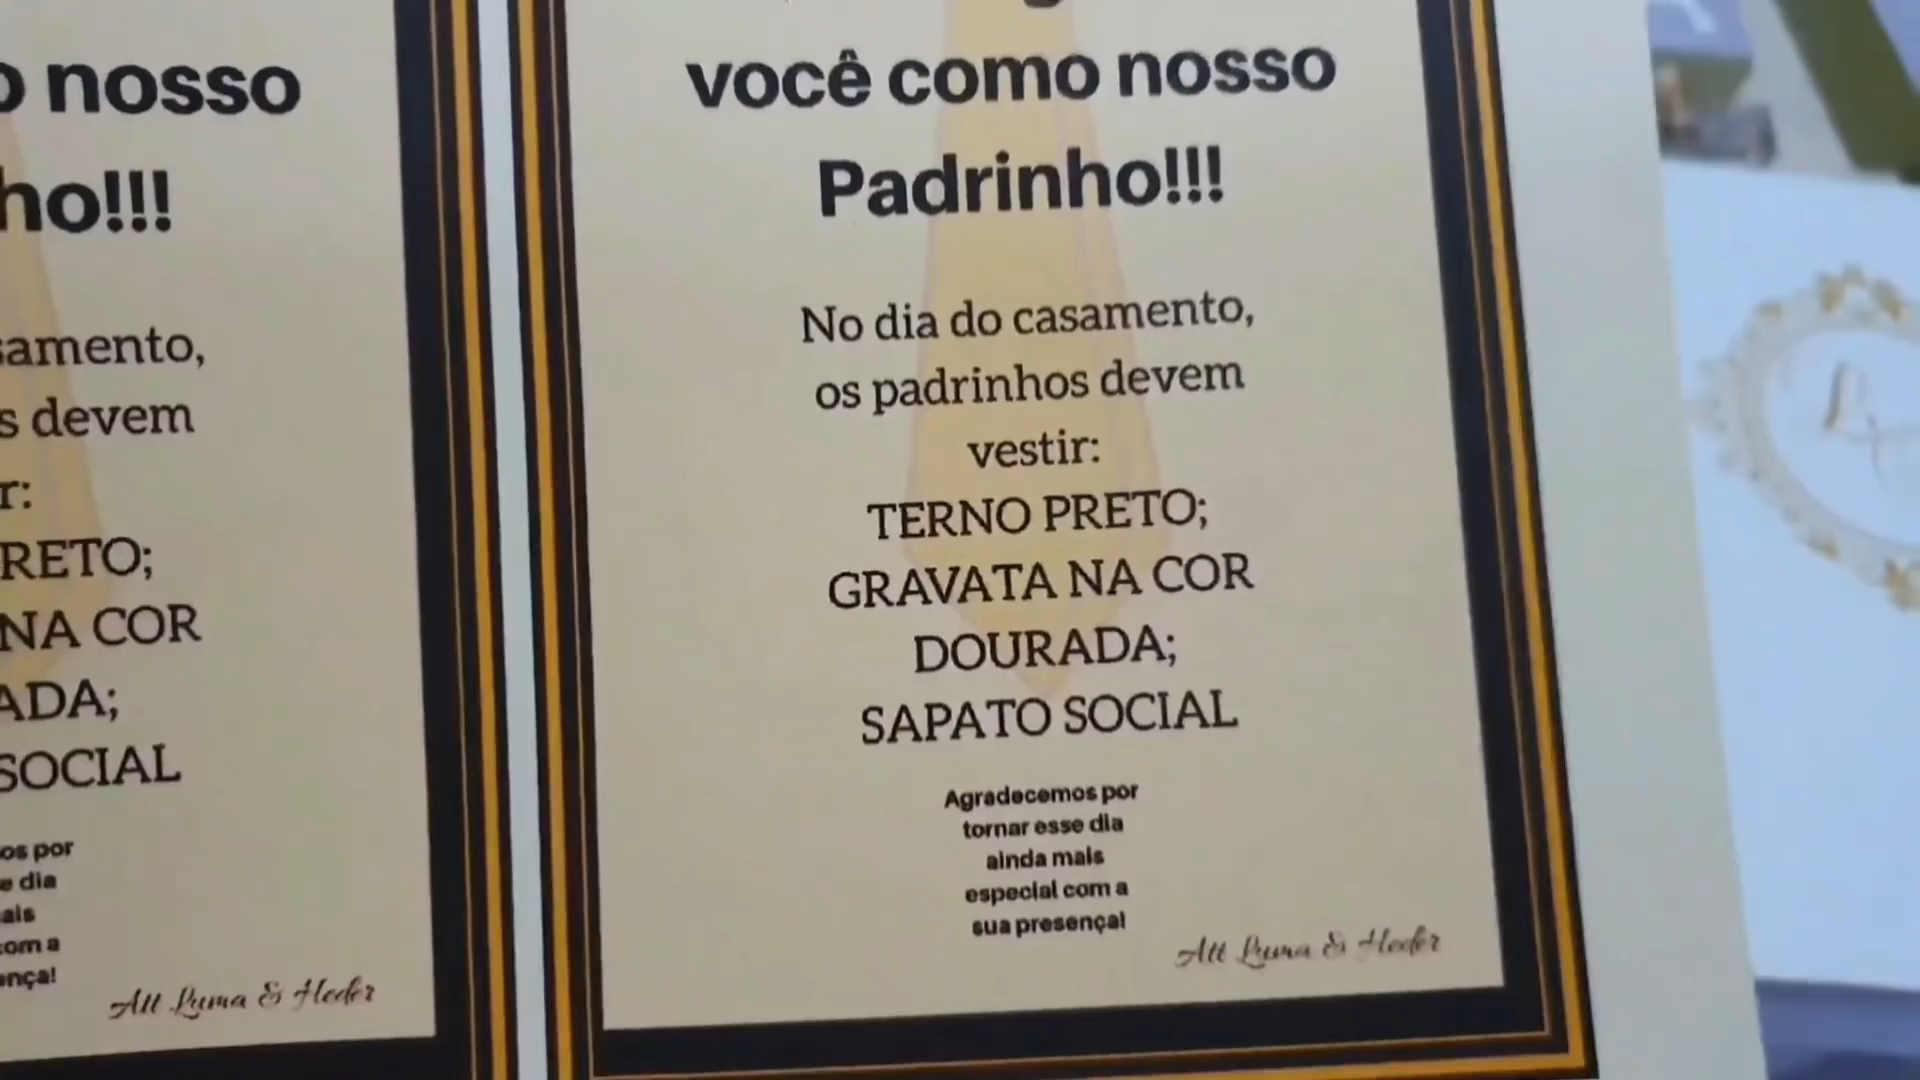 o nosso
ho!!!
samento,
s devem
r:
RETO;
NA COR
ADA;
SOCIAL
os por
e dia
ais
com a
ença!
Att Luma & Heder
você como nosso
Padrinho!!!
No dia do casamento,
os padrinhos devem
vestir:
TERNO PRETO;
GRAVATA NA COR
DOURADA;
SAPATO SOCIAL
Agradecemos por
tornar esse dia
ainda mais
especial com a
sua presença!
Att Luma & Heder